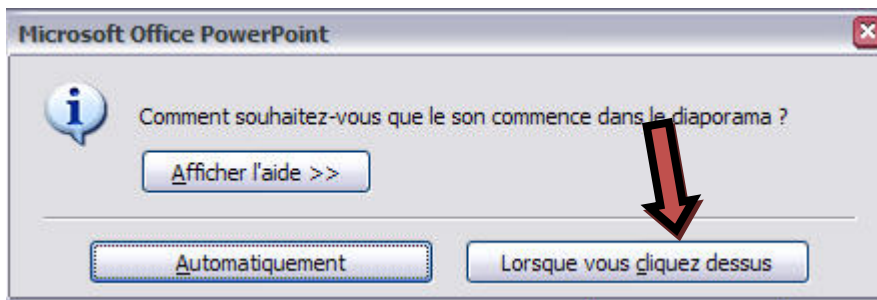 Microsoft Office PowerPoint
Comment souhaitez-vous que le son commence dans le diaporama ?
Afficher l'aide >>
Automatiquement
Lorsque vous cliquez dessus